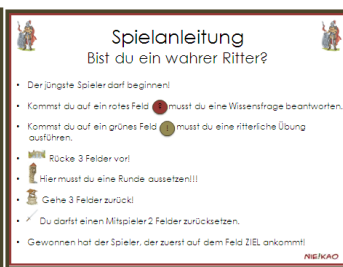 Spielanleitung
Bist du ein wahrer Ritter?
• Der jüngste Spieler darf beginnen!
• Kommst du auf ein rotes Feld ? musst du eine Wissensfrage beantworten.
• Kommst du auf ein grünes Feld ! musst du eine ritterliche Übung
ausführen.
• Rücke 3 Felder vor!
• Hier musst du eine Runde aussetzen!!!
• Gehe 3 Felder zurück!
• Du darfst einen Mitspieler 2 Felder zurücksetzen.
• Gewonnen hat der Spieler, der zuerst auf dem Feld ZIEL ankommt!
NIE/KAO